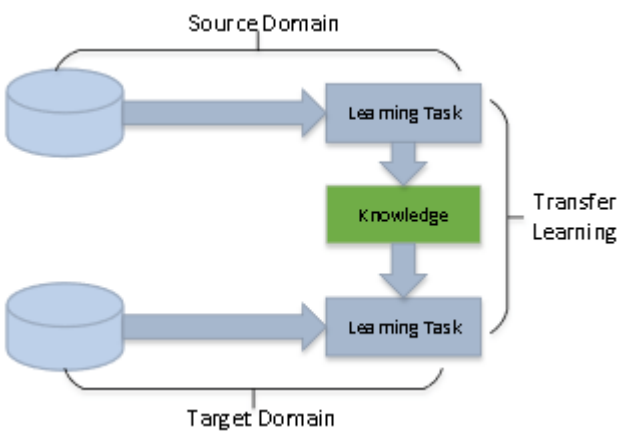 Source Domain
Learning Task
Knowledge
Transfer
Learning
Learning Task
Target Domain